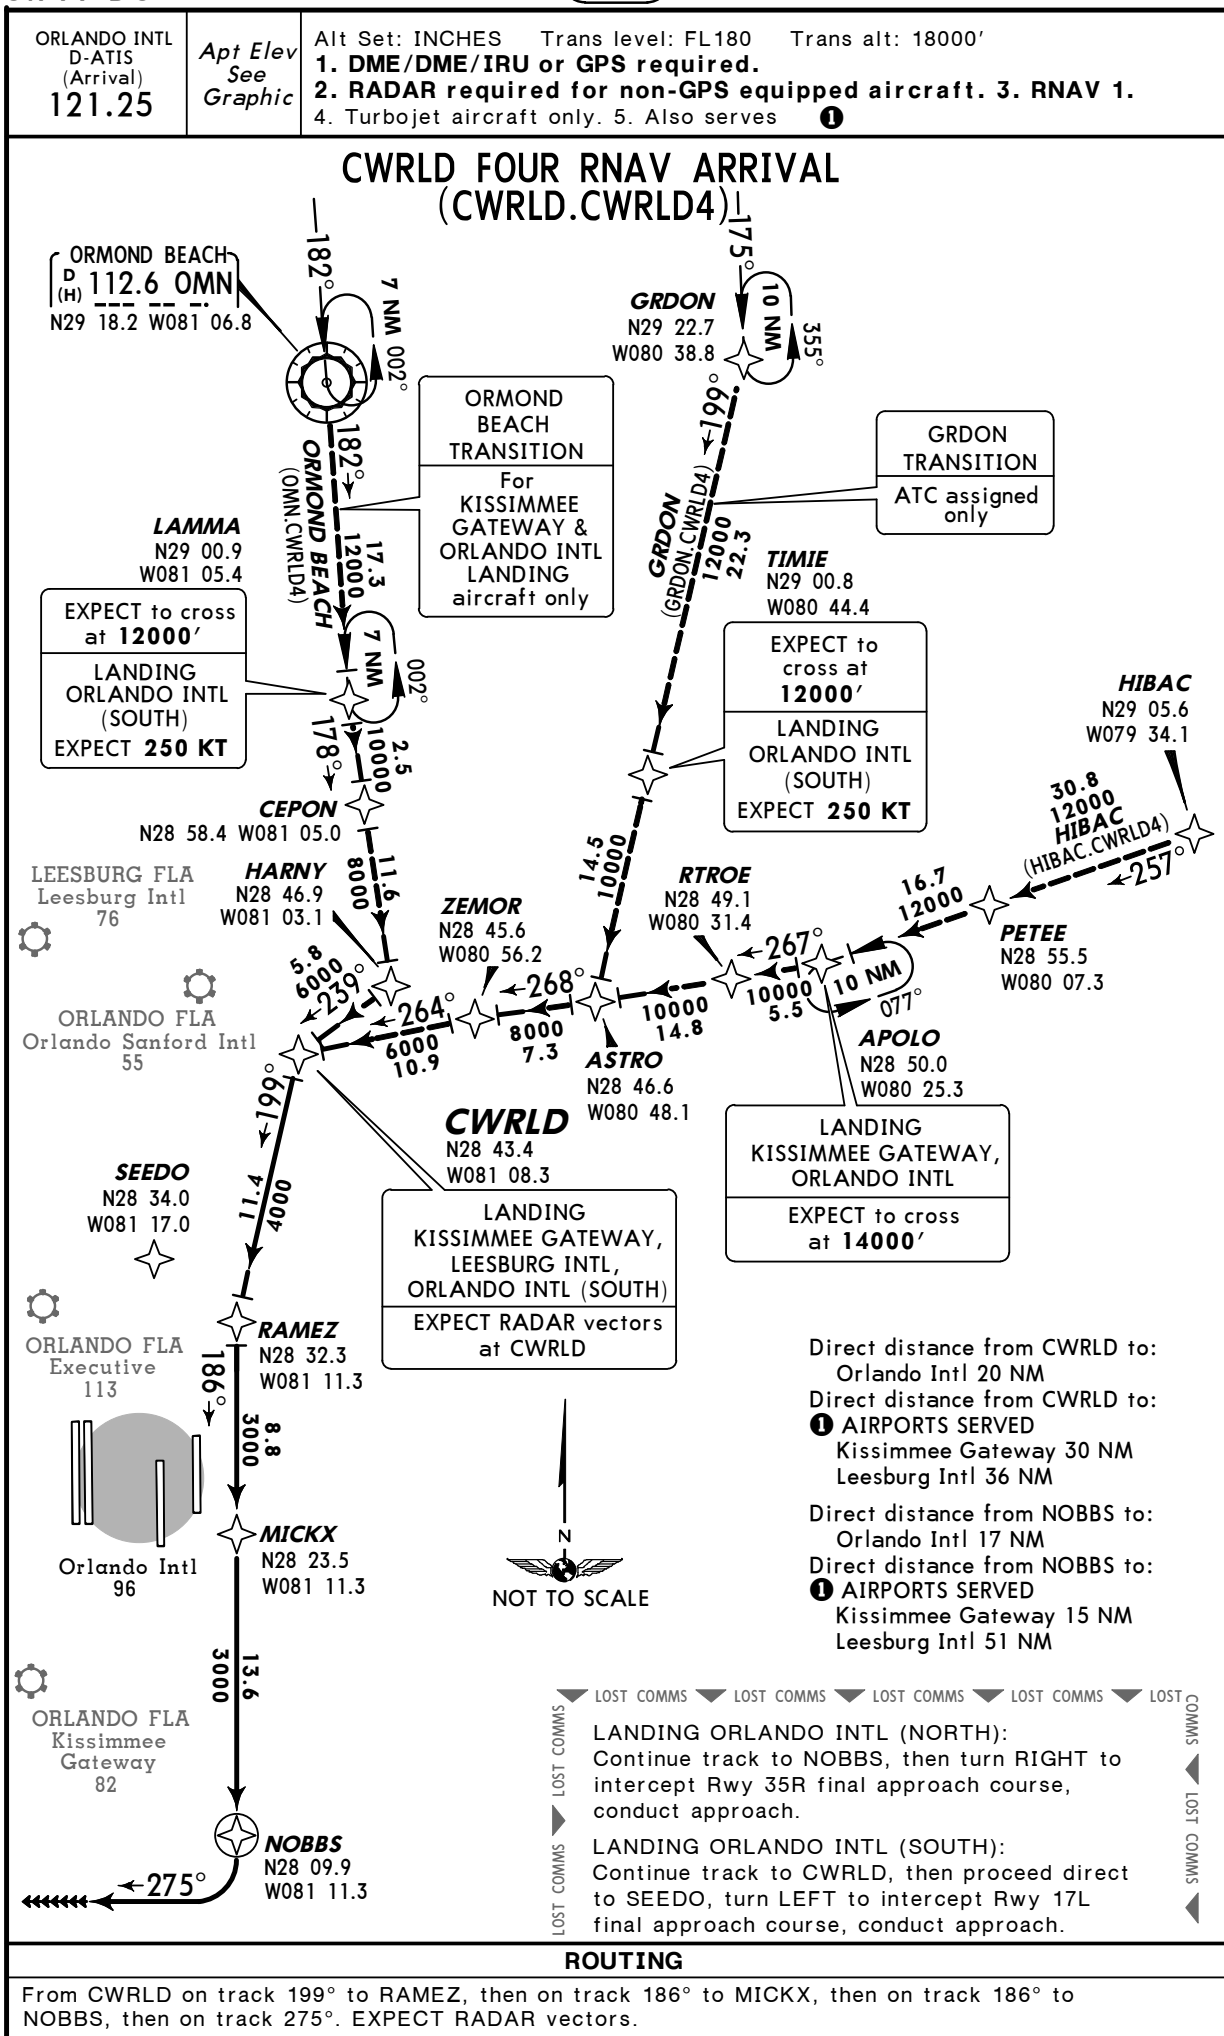 ORLANDO INTL
D-ATIS
(Arrival)
121.25
Apt Elev
See
Graphic
Alt Set: INCHES Trans level: FL180 Trans alt: 18000'
1. DME/DME/IRU or GPS required.
2. RADAR required for non-GPS equipped aircraft. 3. RNAV 1.
4. Turbojet aircraft only. 5. Also serves ❶
CWRLD FOUR RNAV ARRIVAL
(CWRLD.CWRLD4)
182°
175°
ORMOND BEACH
D
(H) 112.6 OMN
N29 18.2 W081 06.8
7 NM 002°
GRDON
N29 22.7
W080 38.8
10 NM
355°
199°
182°
ORMOND BEACH
(OMN.CWRLD4)
17.3
12000
ORMOND
BEACH
TRANSITION
For
KISSIMMEE
GATEWAY &
ORLANDO INTL
LANDING
aircraft only
GRDON
TRANSITION
ATC assigned
only
GRDON
(GRDON.CWRLD4)
12000
22.3
LAMMA
N29 00.9
W081 05.4
EXPECT to cross
at 12000'
LANDING
ORLANDO INTL
(SOUTH)
EXPECT 250 KT
7 NM
002°
TIMIE
N29 00.8
W080 44.4
EXPECT to
cross at
12000'
LANDING
ORLANDO INTL
(SOUTH)
EXPECT 250 KT
HIBAC
N29 05.6
W079 34.1
30.8
12000
HIBAC
(HIBAC.CWRLD4)
257°
178°
2.5
10000
CEPON
N28 58.4 W081 05.0
11.6
8000
14.5
10000
LEESBURG FLA
Leesburg Intl
76
HARNY
N28 46.9
W081 03.1
ZEMOR
N28 45.6
W080 56.2
RTROE
N28 49.1
W080 31.4
16.7
12000
PETEE
N28 55.5
W080 07.3
267°
10 NM
077°
10000
5.5
APOLO
N28 50.0
W080 25.3
5.8
6000
239°
264°
268°
10000
14.8
8000
7.3
6000
10.9
ORLANDO FLA
Orlando Sanford Intl
55
ASTRO
N28 46.6
W080 48.1
CWRLD
N28 43.4
W081 08.3
LANDING
KISSIMMEE GATEWAY,
ORLANDO INTL
EXPECT to cross
at 14000'
199°
SEEDO
N28 34.0
W081 17.0
11.4
4000
LANDING
KISSIMMEE GATEWAY,
LEESBURG INTL,
ORLANDO INTL (SOUTH)
EXPECT RADAR vectors
at CWRLD
ORLANDO FLA
Executive
113
RAMEZ
N28 32.3
W081 11.3
186°
8.8
3000
Direct distance from CWRLD to:
Orlando Intl 20 NM
Direct distance from CWRLD to:
❶ AIRPORTS SERVED
Kissimmee Gateway 30 NM
Leesburg Intl 36 NM
Direct distance from NOBBS to:
Orlando Intl 17 NM
Direct distance from NOBBS to:
❶ AIRPORTS SERVED
Kissimmee Gateway 15 NM
Leesburg Intl 51 NM
MICKX
N28 23.5
W081 11.3
Orlando Intl
96
N
NOT TO SCALE
13.6
3000
ORLANDO FLA
Kissimmee
Gateway
82
NOBBS
N28 09.9
W081 11.3
275°
LOST COMMS LOST COMMS LOST COMMS LOST COMMS LOST COMMS
LOST COMMS
LOST COMMS
LOST COMMS
LANDING ORLANDO INTL (NORTH):
Continue track to NOBBS, then turn RIGHT to
intercept Rwy 35R final approach course,
conduct approach.
LANDING ORLANDO INTL (SOUTH):
Continue track to CWRLD, then proceed direct
to SEEDO, turn LEFT to intercept Rwy 17L
final approach course, conduct approach.
ROUTING
From CWRLD on track 199° to RAMEZ, then on track 186° to MICKX, then on track 186° to
NOBBS, then on track 275°. EXPECT RADAR vectors.